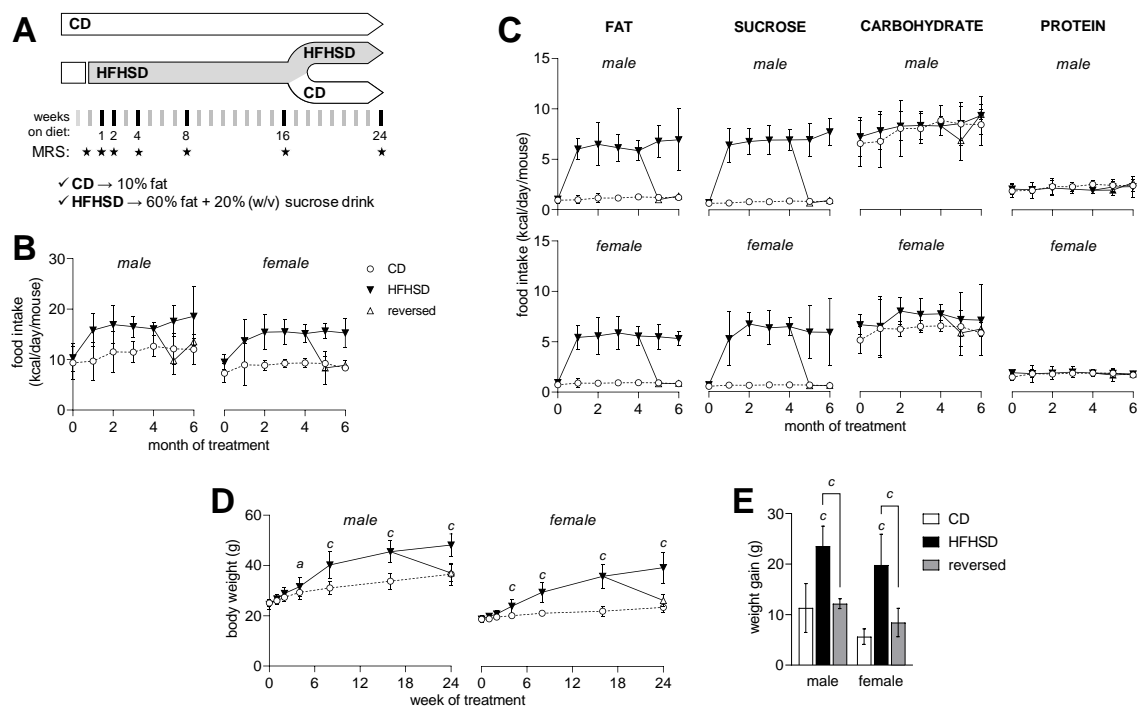 A
CD
HFHSD
HFHSD
CD
weeks
on diet: 1 2 4 8 16 24
MRS: ★ ★ ★ ★ ★ ★ ★
✓ CD → 10% fat
✓ HFHSD → 60% fat + 20% (w/v) sucrose drink
B
male female
food intake
(kcal/day/mouse)
30
20
10
0
0 2 4 6 0 2 4 6
month of treatment
CD
HFHSD
reversed
C
FAT SUCROSE CARBOHYDRATE PROTEIN
male male male male
food intake (kcal/day/mouse)
15
10
5
0
female female female female
15
10
5
0
0 2 4 6 0 2 4 6 0 2 4 6 0 2 4 6
month of treatment
D
male female
body weight (g)
60
40
20
0
a c c c
c c c c
0 6 12 18 24 0 6 12 18 24
week of treatment
E
c c
c c
weight gain (g)
30
20
10
0
male female
CD
HFHSD
reversed